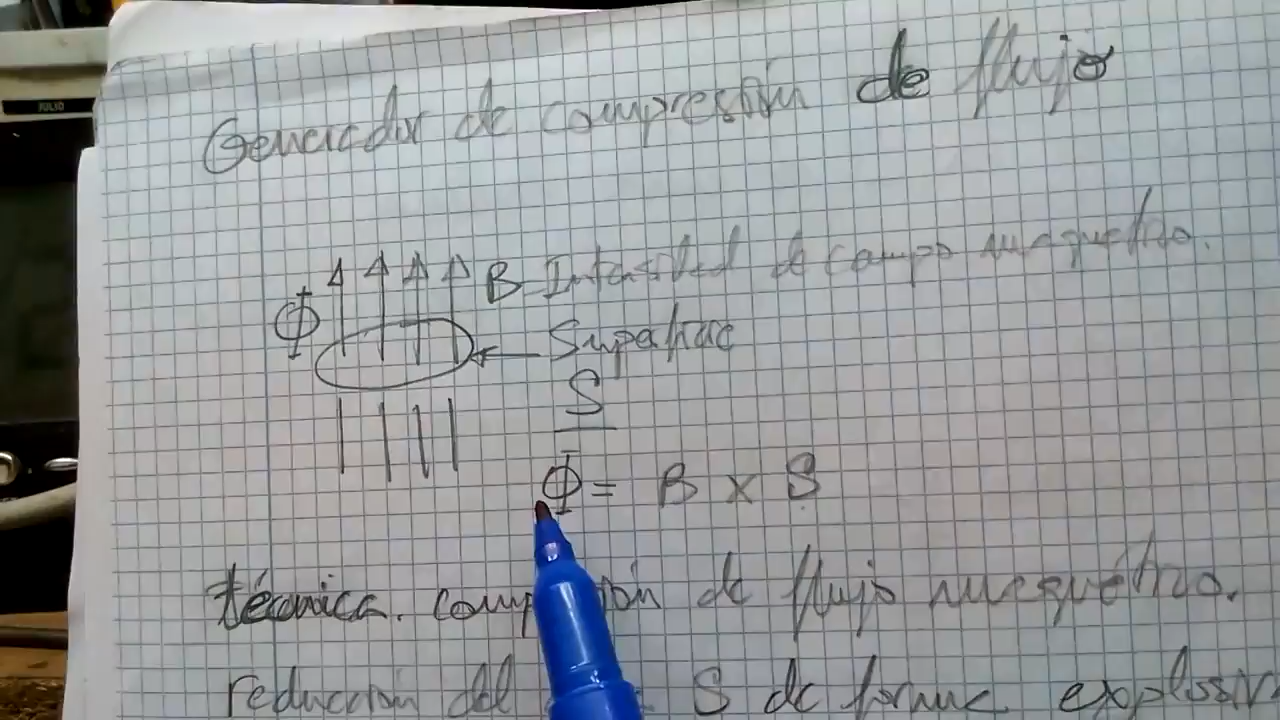 JULIO
Generador de compresión de flujo
Φ B Intensidad de campo magnético.
Superficie
S
Φ = B x S
técnica. de flujo magnético.
reducción del S de forma explosiva